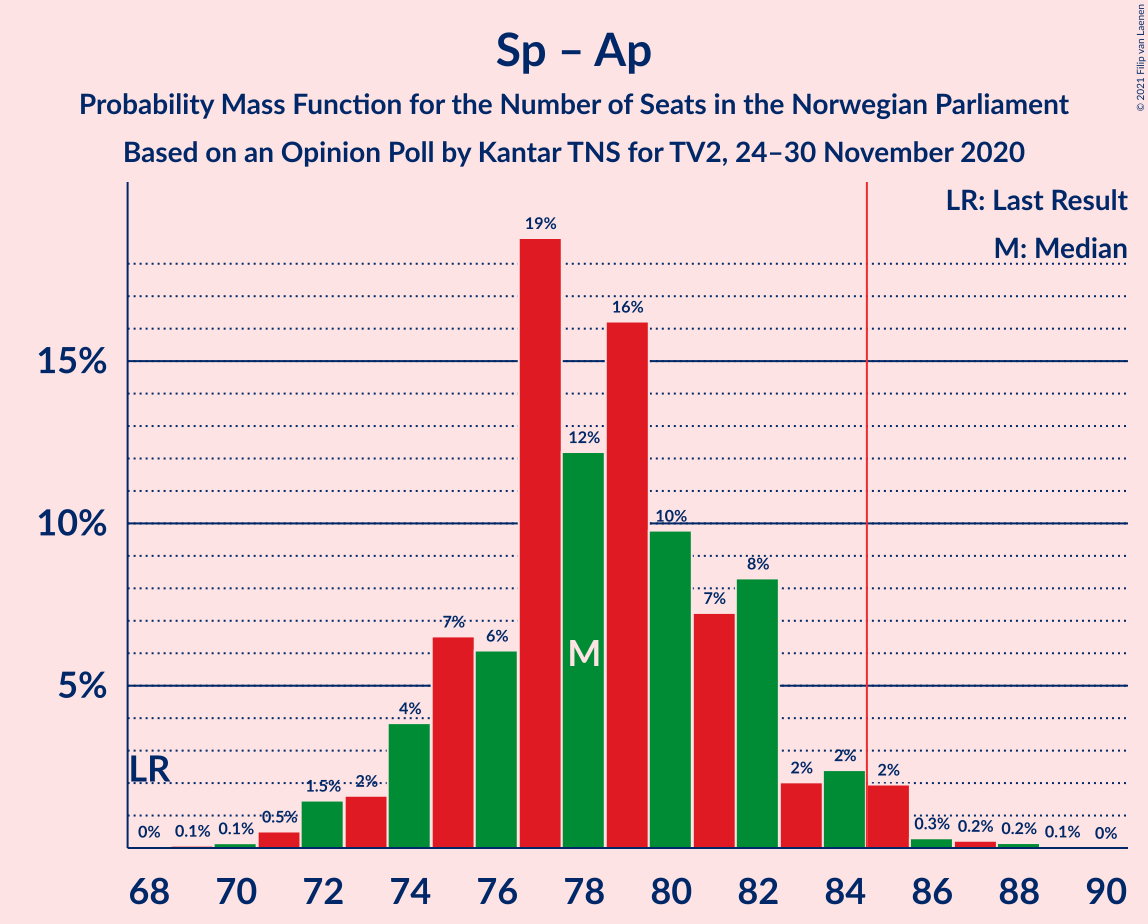 Sp – Ap
Probability Mass Function for the Number of Seats in the Norwegian Parliament
Based on an Opinion Poll by Kantar TNS for TV2, 24–30 November 2020
© 2021 Filip van Laenen
LR: Last Result
M: Median
15%
10%
5%
LR
M
0% 0.1% 0.1% 0.5% 1.5% 2% 4% 7% 6% 19% 12% 16% 10% 7% 8% 2% 2% 2% 0.3% 0.2% 0.2% 0.1% 0%
68 70 72 74 76 78 80 82 84 86 88 90